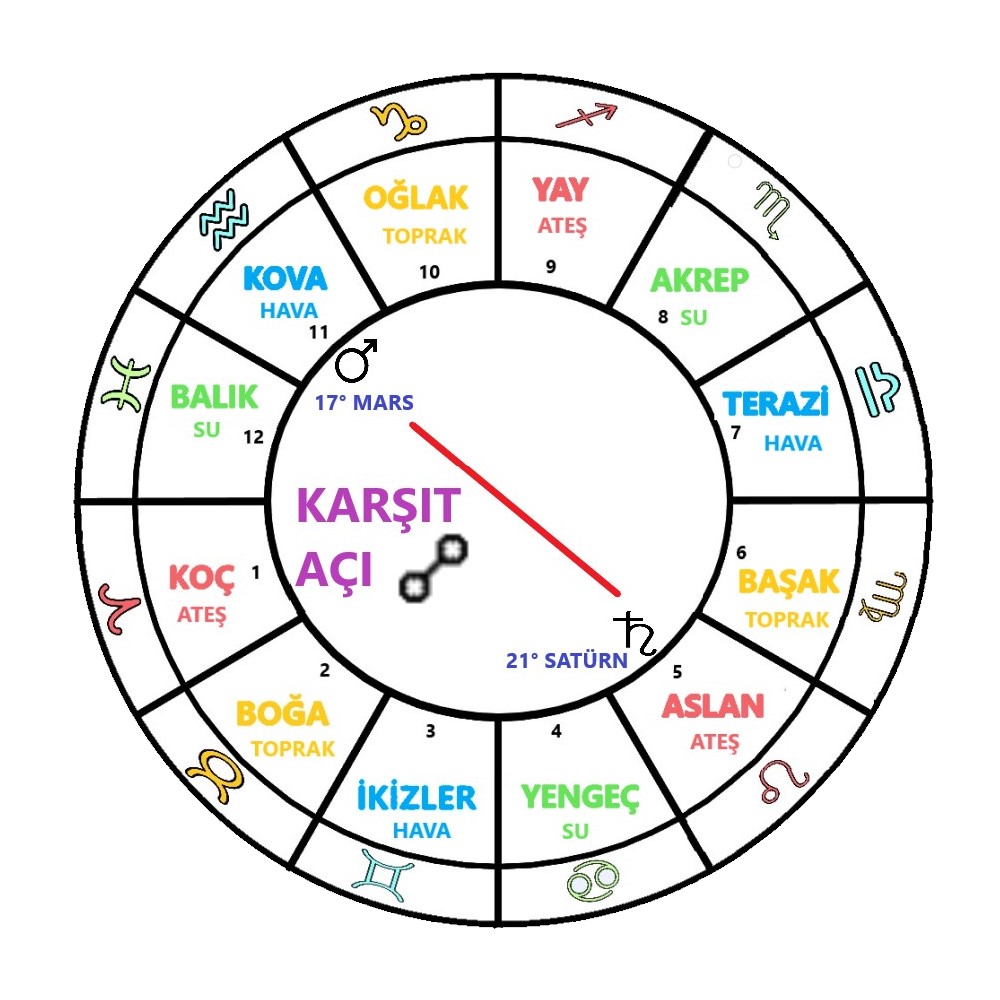 OĞLAK
TOPRAK
10
YAY
ATEŞ
9
AKREP
8 SU
TERAZİ
7
HAVA
6
BAŞAK
TOPRAK
5
ASLAN
ATEŞ
4
YENGEÇ
SU
3
İKİZLER
HAVA
2
BOĞA
TOPRAK
KOÇ 1
ATEŞ
BALIK
SU 12
KOVA
HAVA
11
17° MARS
KARŞIT
AÇI
21° SATÜRN